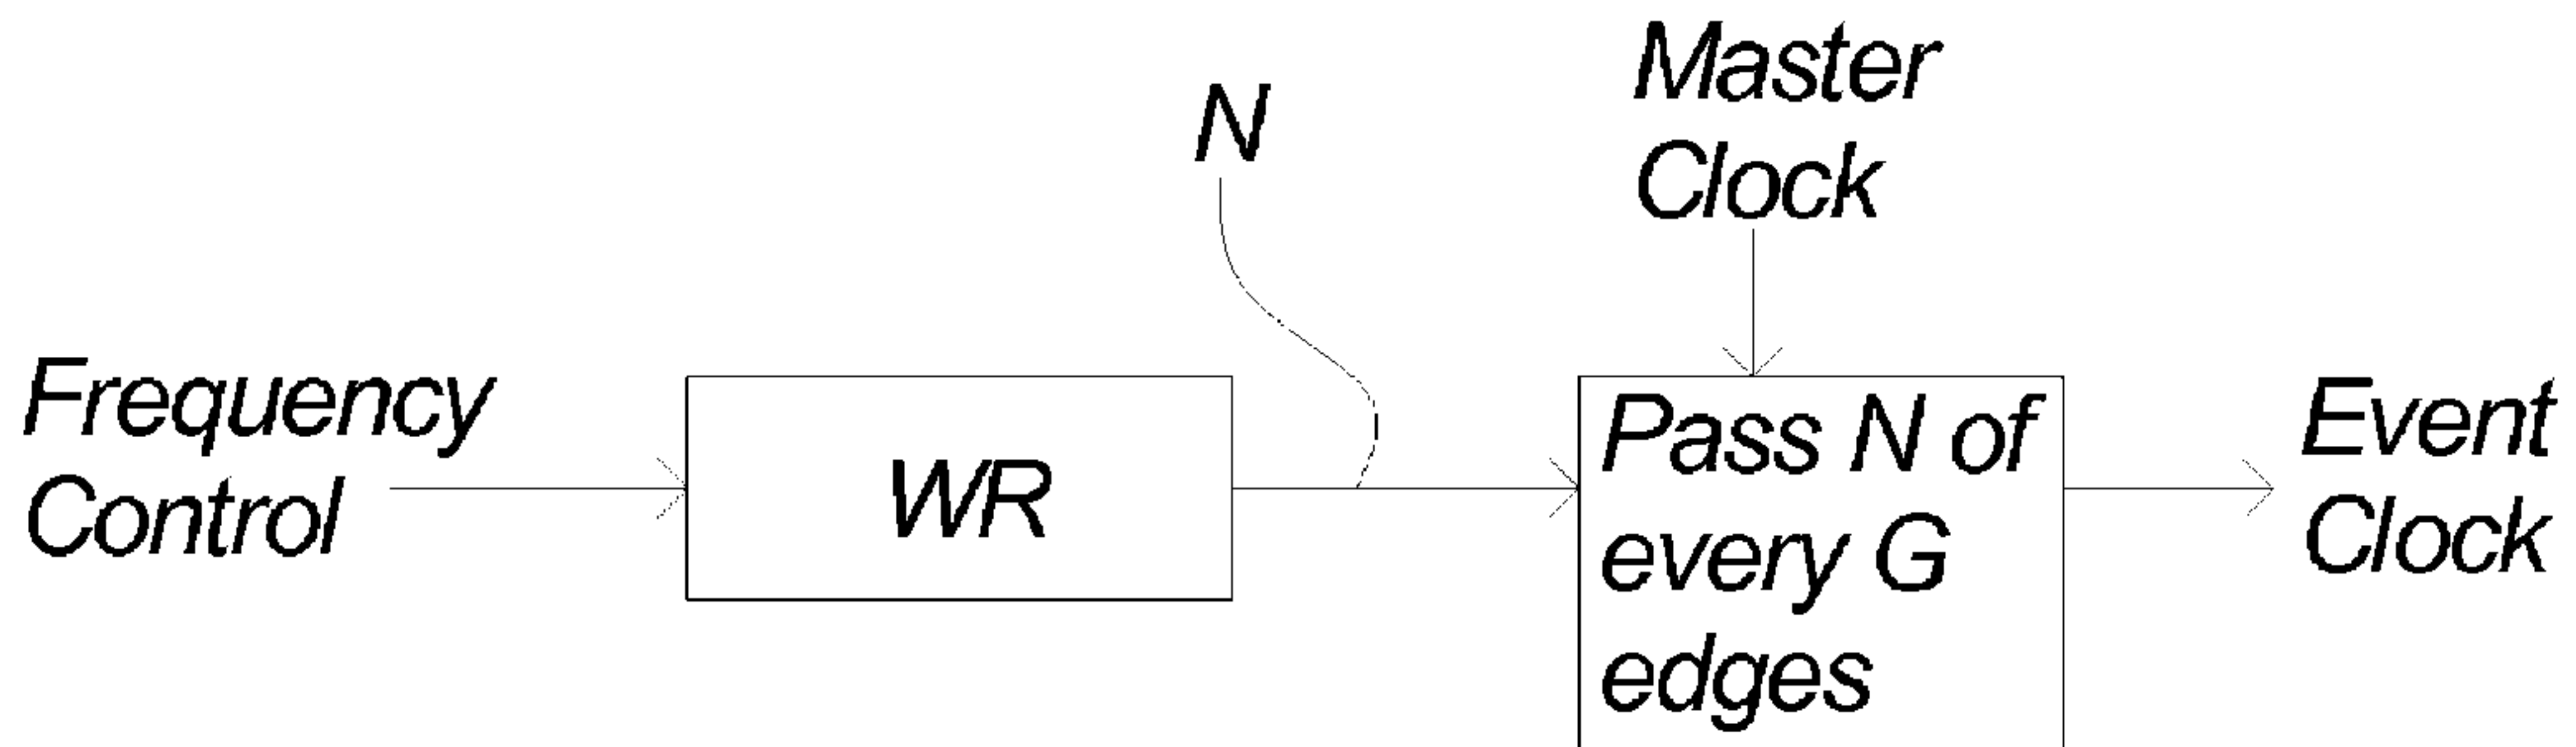 Frequency
Control
WR
N
Master
Clock
Pass N of
every G
edges
Event
Clock